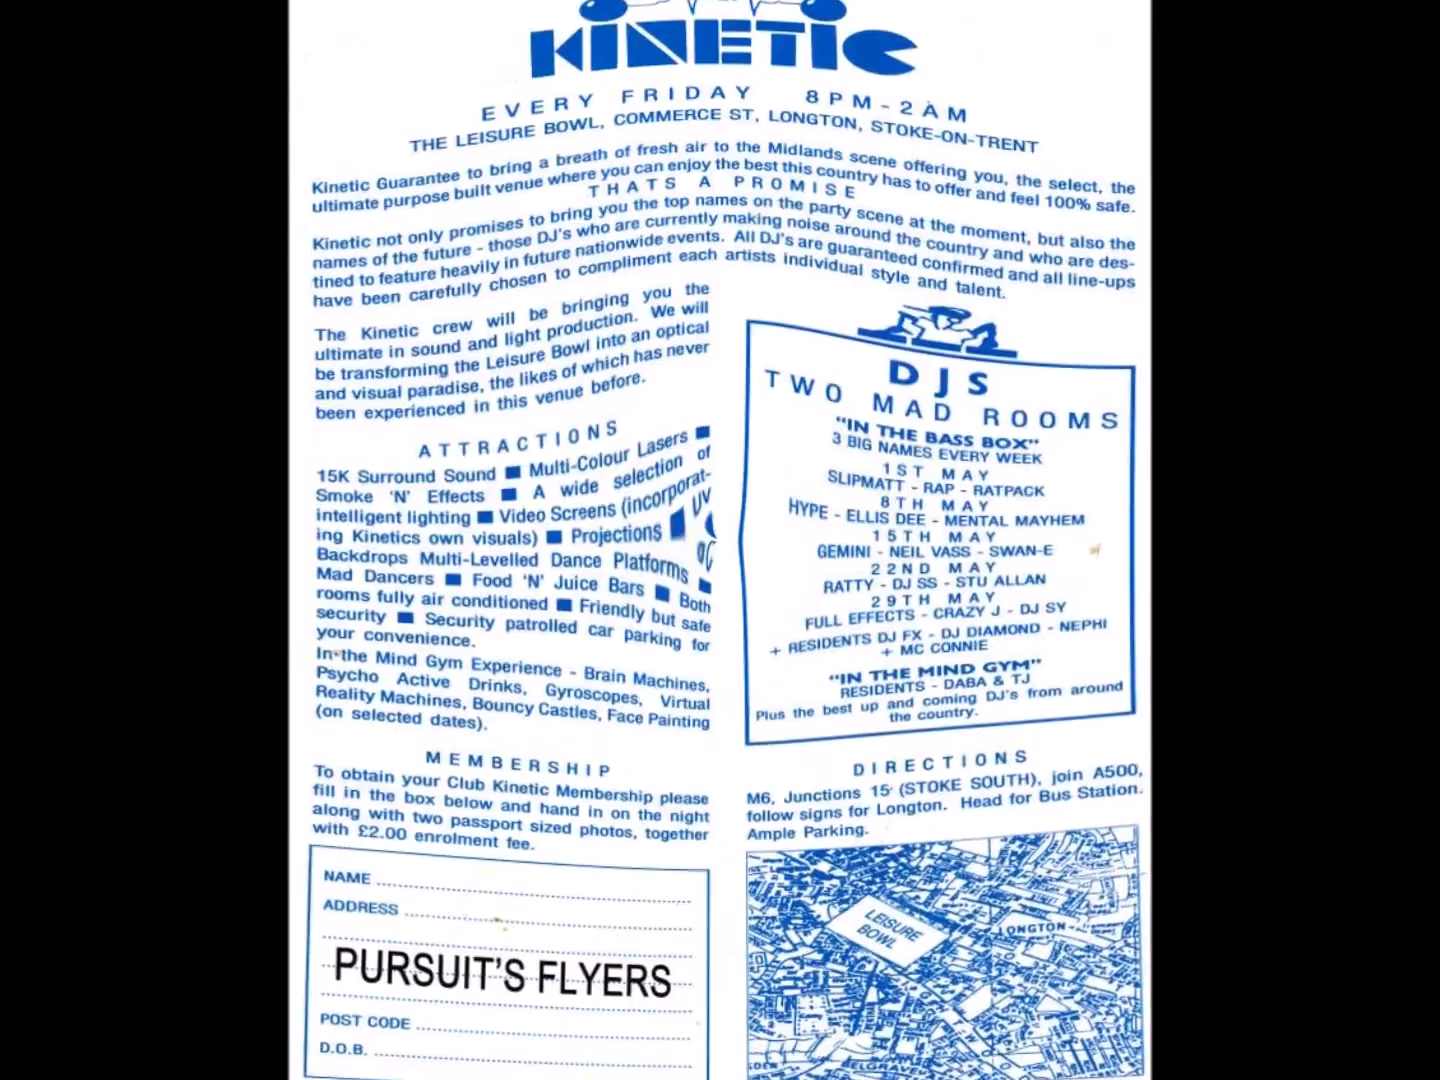 KINETIC
EVERY FRIDAY 8PM-2AM
THE LEISURE BOWL, COMMERCE ST, LONGTON, STOKE-ON-TRENT
Kinetic Guarantee to bring a breath of fresh air to the Midlands scene offering you, the select, the
ultimate purpose built venue where you can enjoy the best this country has to offer and feel 100% safe.
THATS A PROMISE
Kinetic not only promises to bring you the top names on the party scene at the moment, but also the
names of the future - those DJ's who are currently making noise around the country and who are des-
tined to feature heavily in future nationwide events. All DJ's are guaranteed confirmed and all line-ups
have been carefully chosen to compliment each artists individual style and talent.
The Kinetic crew will be bringing you the
ultimate in sound and light production. We will
be transforming the Leisure Bowl into an optical
and visual paradise, the likes of which has never
been experienced in this venue before.
ATTRACTIONS
15K Surround Sound ■ Multi-Colour Lasers ■
Smoke 'N' Effects ■ A wide selection of
intelligent lighting ■ Video Screens (incorporat-
ing Kinetics own visuals) ■ Projections ■ UV
Backdrops Multi-Levelled Dance Platforms ■
Mad Dancers ■ Food 'N' Juice Bars ■ Both
rooms fully air conditioned ■ Friendly but safe
security ■ Security patrolled car parking for
your convenience.
In the Mind Gym Experience - Brain Machines,
Psycho Active Drinks, Gyroscopes, Virtual
Reality Machines, Bouncy Castles, Face Painting
(on selected dates).
MEMBERSHIP
To obtain your Club Kinetic Membership please
fill in the box below and hand in on the night
along with two passport sized photos, together
with £2.00 enrolment fee.
NAME
ADDRESS
PURSUIT'S FLYERS
POST CODE
D.O.B.
DJS
TWO MAD ROOMS
"IN THE BASS BOX"
3 BIG NAMES EVERY WEEK
1ST MAY
SLIPMATT - RAP - RATPACK
8TH MAY
HYPE - ELLIS DEE - MENTAL MAYHEM
15TH MAY
GEMINI - NEIL VASS - SWAN-E
22ND MAY
RATTY - DJ SS - STU ALLAN
29TH MAY
FULL EFFECTS - CRAZY J - DJ SY
+ RESIDENTS DJ FX - DJ DIAMOND - NEPHI
+ MC CONNIE
"IN THE MIND GYM"
RESIDENTS - DABA & TJ
Plus the best up and coming DJ's from around
the country.
DIRECTIONS
M6, Junctions 15 (STOKE SOUTH), join A500,
follow signs for Longton. Head for Bus Station.
Ample Parking.
LEISURE
BOWL
LONGTON